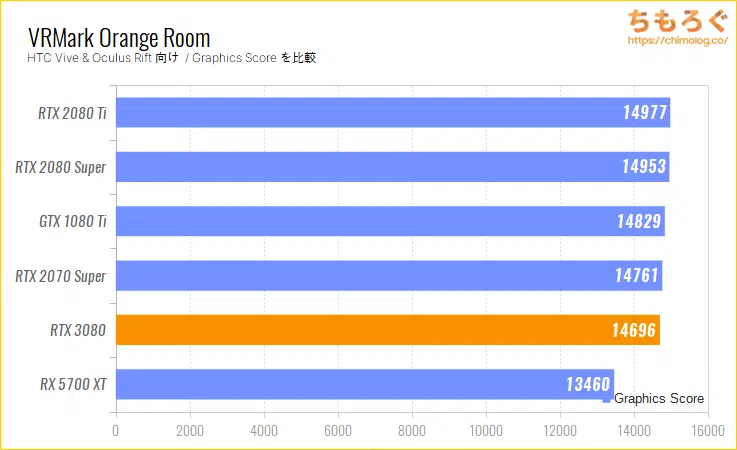 VRMark Orange Room
HTC Vive & Oculus Rift 向け / Graphics Score を比較
ちもろぐ
https://chimolog.co/
RTX 2080 Ti 14977
RTX 2080 Super 14953
GTX 1080 Ti 14829
RTX 2070 Super 14761
RTX 3080 14696
RX 5700 XT 13460
Graphics Score
0 2000 4000 6000 8000 10000 12000 14000 16000